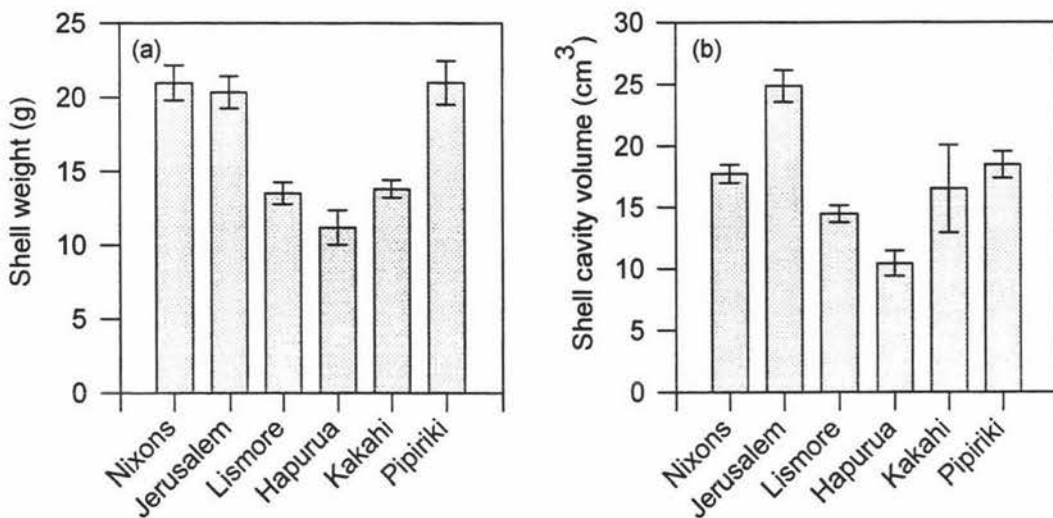 (a)
Shell weight (g)
25
20
15
10
5
0
Nixons
Jerusalem
Lismore
Hapurua
Kakahi
Pipiriki
(b)
Shell cavity volume (cm³)
30
25
20
15
10
5
0
Nixons
Jerusalem
Lismore
Hapurua
Kakahi
Pipiriki